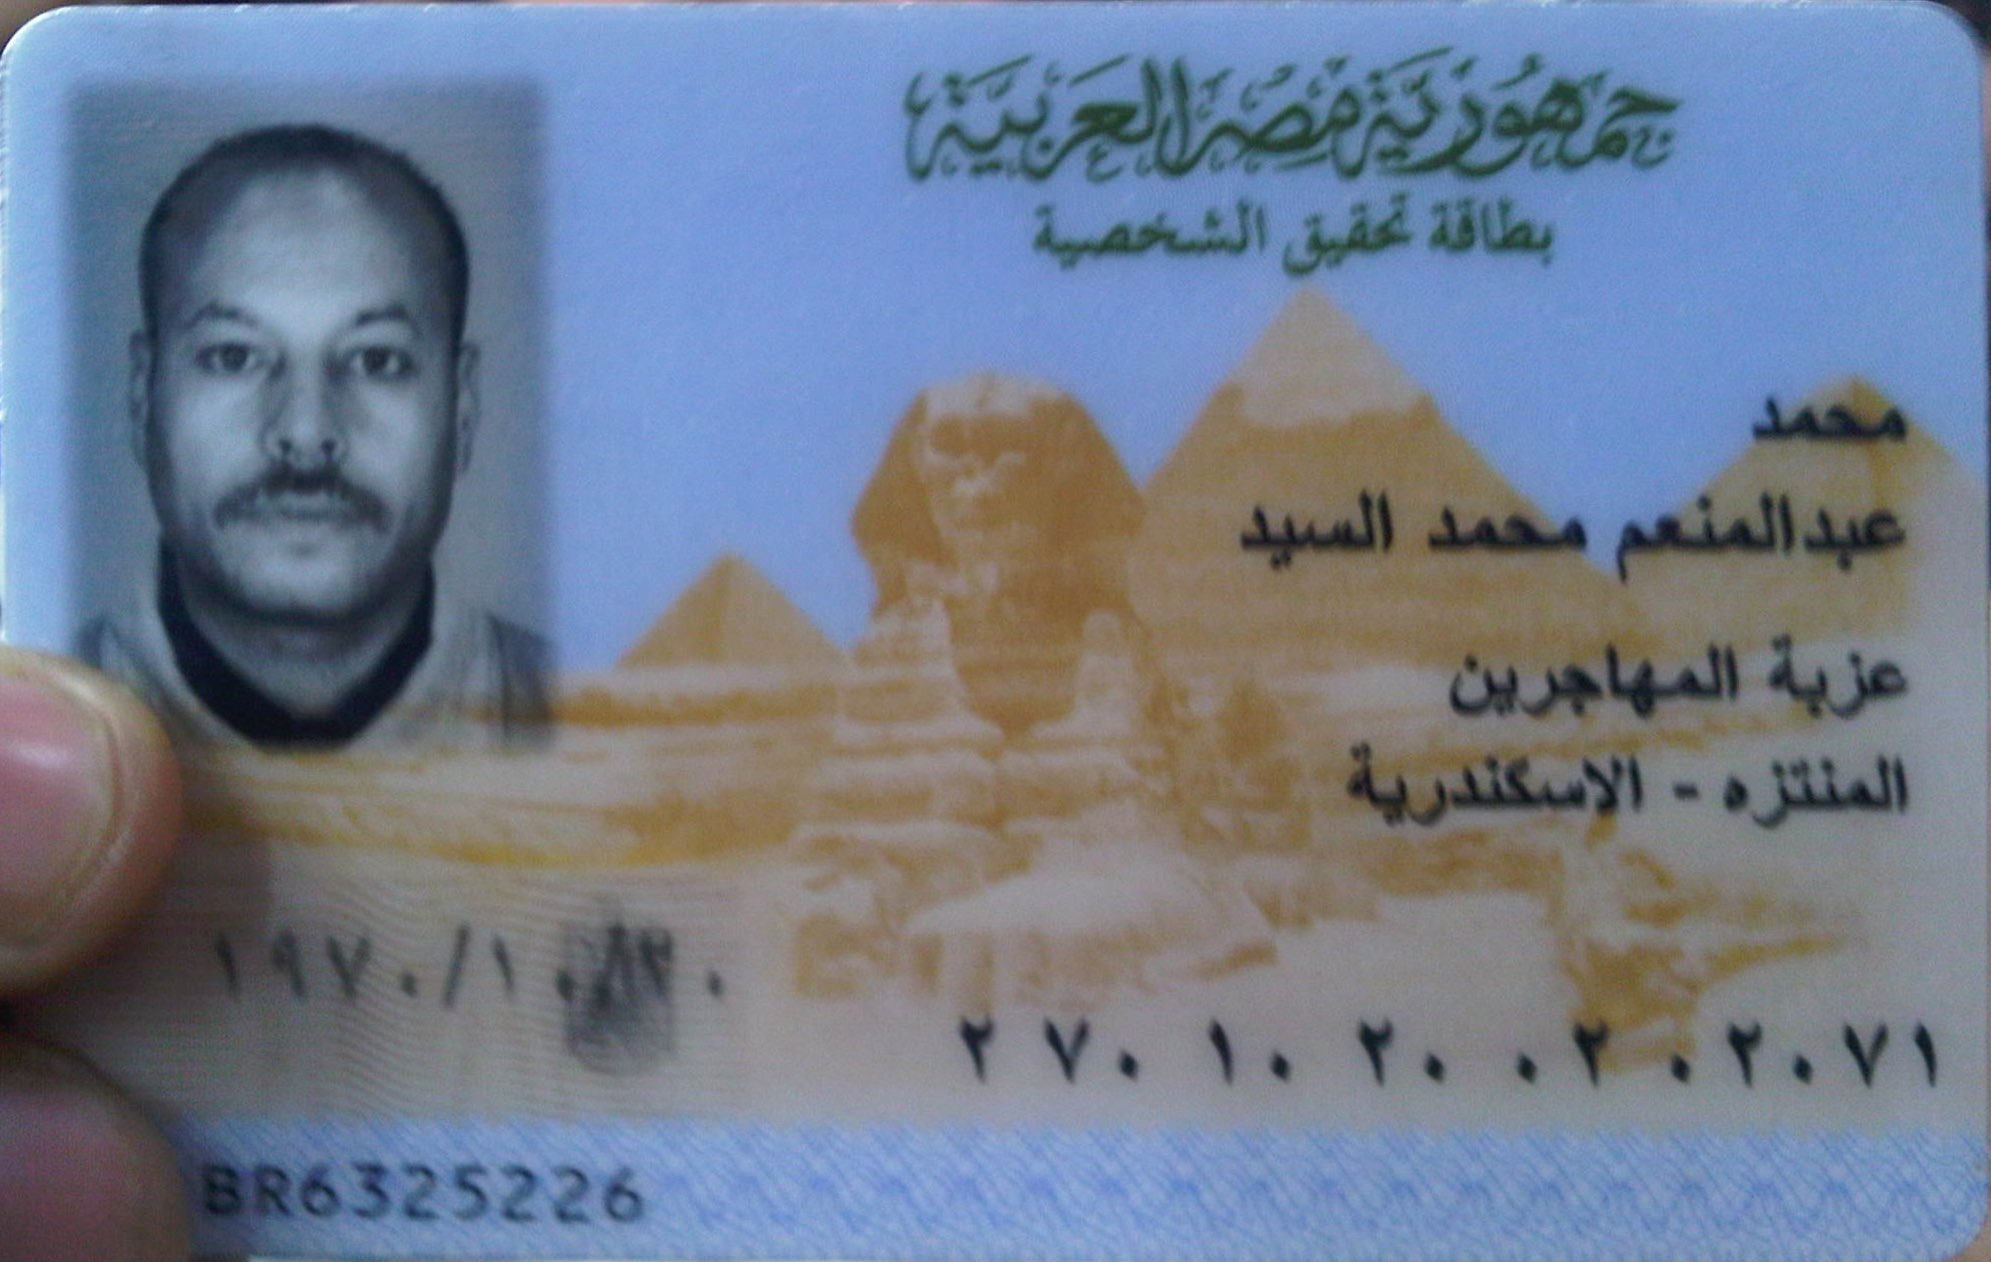 جمهورية مصر العربية
بطاقة تحقيق الشخصية
محمد
عبدالمنعم محمد السيد
عزبة المهاجرين
المنتزه - الاسكندرية
١٩٧٠/١٠/٢٠
٢٧٠١٠٢٠٠٢٠٢٠٧١
BR6325226